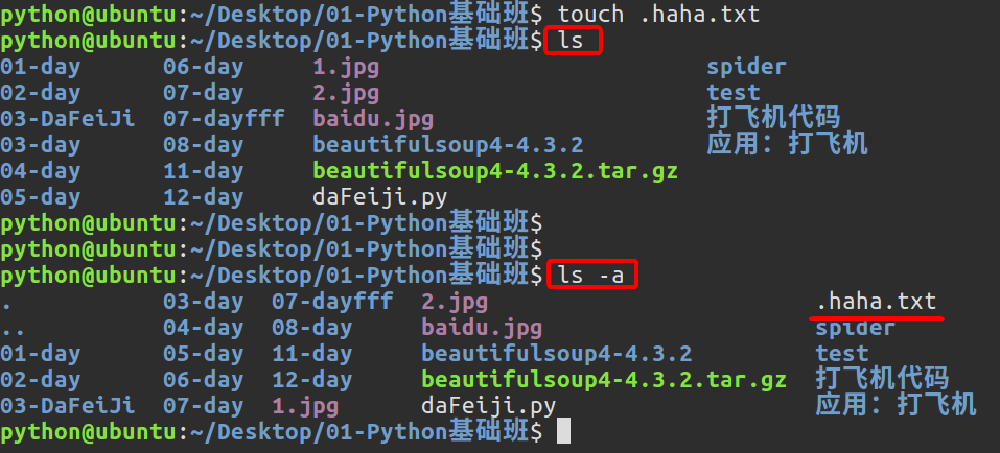 python@ubuntu:~/Desktop/01-Python基础班$ touch .haha.txt
python@ubuntu:~/Desktop/01-Python基础班$ ls
01-day 06-day 1.jpg spider
02-day 07-day 2.jpg test
03-DaFeiJi 07-dayfff baidu.jpg 打飞机代码
03-day 08-day beautifulsoup4-4.3.2 应用：打飞机
04-day 11-day beautifulsoup4-4.3.2.tar.gz
05-day 12-day daFeiji.py
python@ubuntu:~/Desktop/01-Python基础班$
python@ubuntu:~/Desktop/01-Python基础班$
python@ubuntu:~/Desktop/01-Python基础班$ ls -a
. 03-day 07-dayfff 2.jpg .haha.txt
.. 04-day 08-day baidu.jpg spider
01-day 05-day 11-day beautifulsoup4-4.3.2 test
02-day 06-day 12-day beautifulsoup4-4.3.2.tar.gz 打飞机代码
03-DaFeiJi 07-day 1.jpg daFeiji.py 应用：打飞机
python@ubuntu:~/Desktop/01-Python基础班$